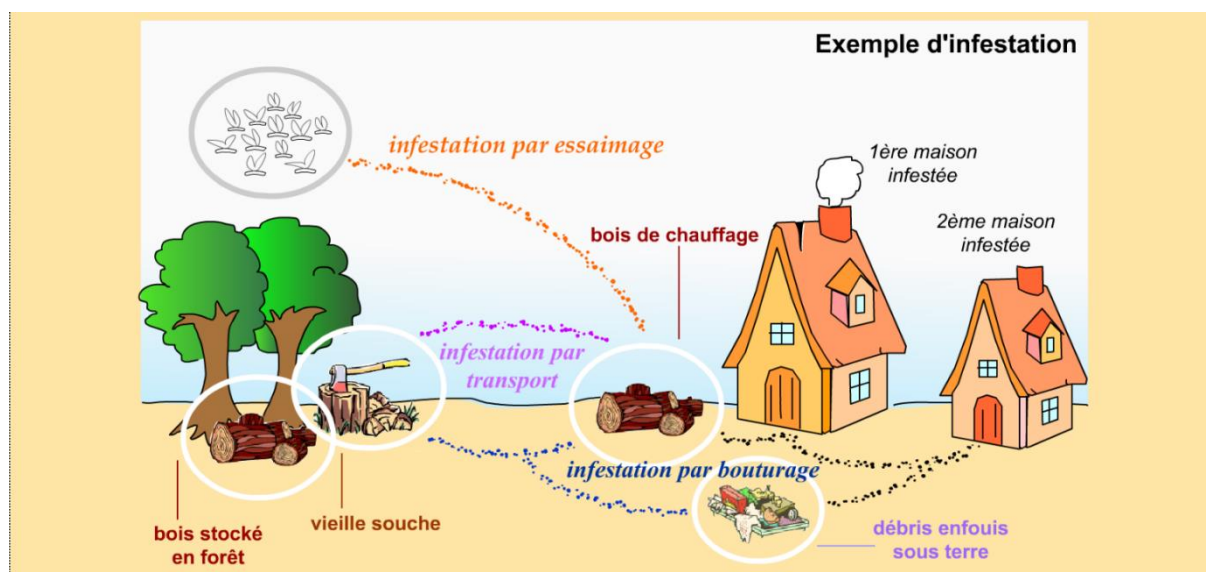 Exemple d'infestation
infestation par essaimage
1ère maison
infestée
2ème maison
infestée
bois de chauffage
infestation par
transport
infestation par bouturage
vieille souche
bois stocké
en forêt
débris enfouis
sous terre